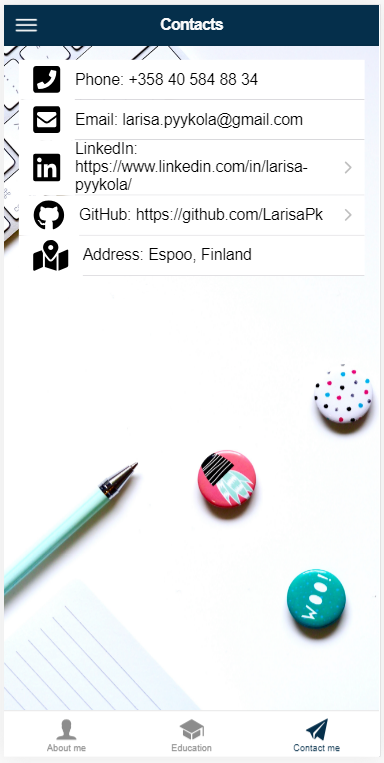 Contacts
Phone: +358 40 584 88 34
Email: larisa.pyykola@gmail.com
LinkedIn:
https://www.linkedin.com/in/larisa-
pyykola/
GitHub: https://github.com/LarisaPk
Address: Espoo, Finland
WOO!
About me
Education
Contact me